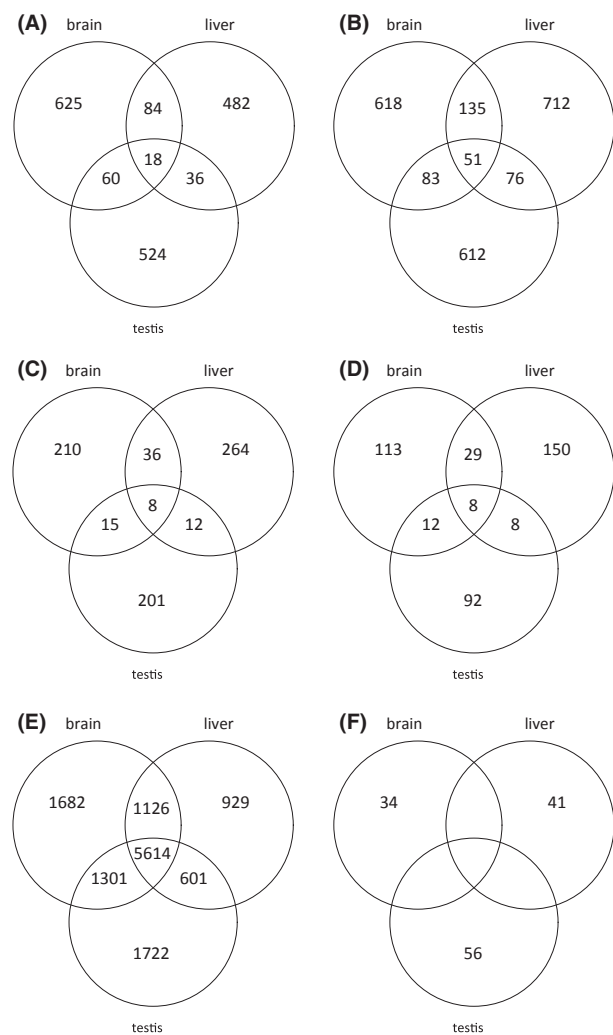 (A) brain liver (B) brain liver
625 84 482 618 135 712
18 51
60 36 83 76
524 612
testis testis
(C) brain liver (D) brain liver
210 36 264 113 29 150
8 8
15 12 12 8
201 92
testis testis
(E) brain liver (F) brain liver
1682 1126 929 34 41
5614
1301 601
1722 56
testis testis